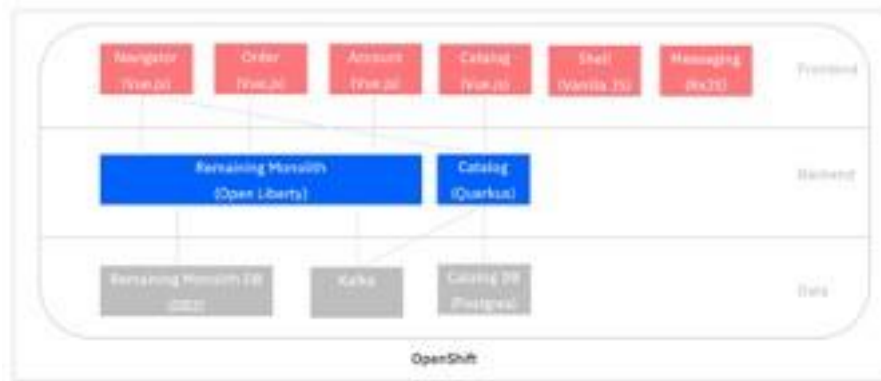 Navigator
(Vue.js)
Order
(Vue.js)
Account
(Vue.js)
Catalog
(Vue.js)
Shell
(Vanilla JS)
Messaging
(RxJS)
Frontend
Remaining Monolith
(Open Liberty)
Catalog
(Quarkus)
Backend
Remaining Monolith DB
(DB2)
Kafka
Catalog DB
(Postgres)
Data
OpenShift